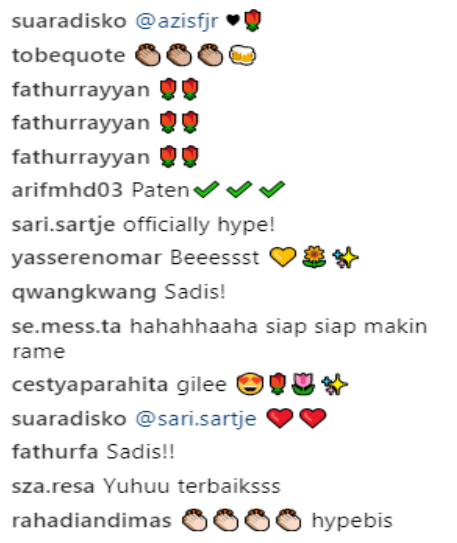 suaradisko @azisfjr 🖤🌹
tobequote 👏👏👏🍻
fathurrayyan 🌹🌹
fathurrayyan 🌹🌹
fathurrayyan 🌹🌹
arifmhd03 Paten✔️✔️✔️
sari.sartje officially hype!
yasserenomar Beeessst 💛🌻✨
qwangkwang Sadis!
se.mess.ta hahahhaaha siap siap makin
rame
cestyaparahita gilee 😍🌹🌷✨
suaradisko @sari.sartje ❤️❤️
fathurfa Sadis!!
sza.resa Yuhuu terbaiksss
rahadiandimas 👏👏👏👏 hypebis